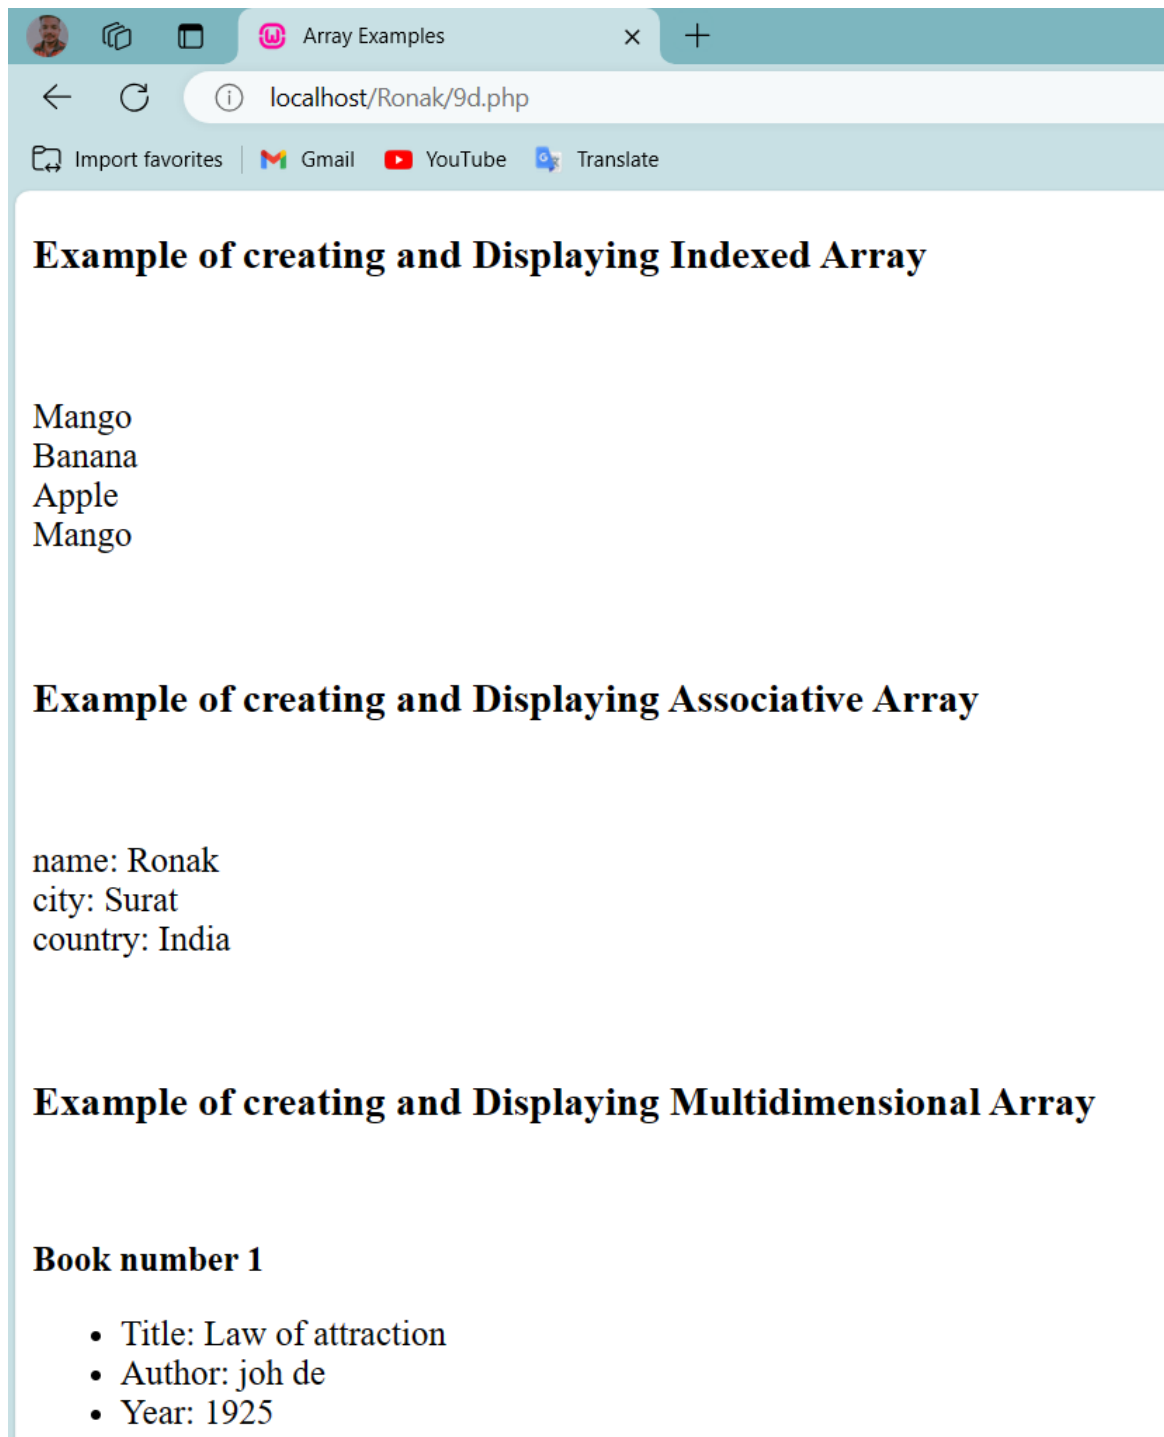 Array Examples
localhost/Ronak/9d.php
Import favorites Gmail YouTube Translate
Example of creating and Displaying Indexed Array
Mango
Banana
Apple
Mango
Example of creating and Displaying Associative Array
name: Ronak
city: Surat
country: India
Example of creating and Displaying Multidimensional Array
Book number 1
• Title: Law of attraction
• Author: joh de
• Year: 1925